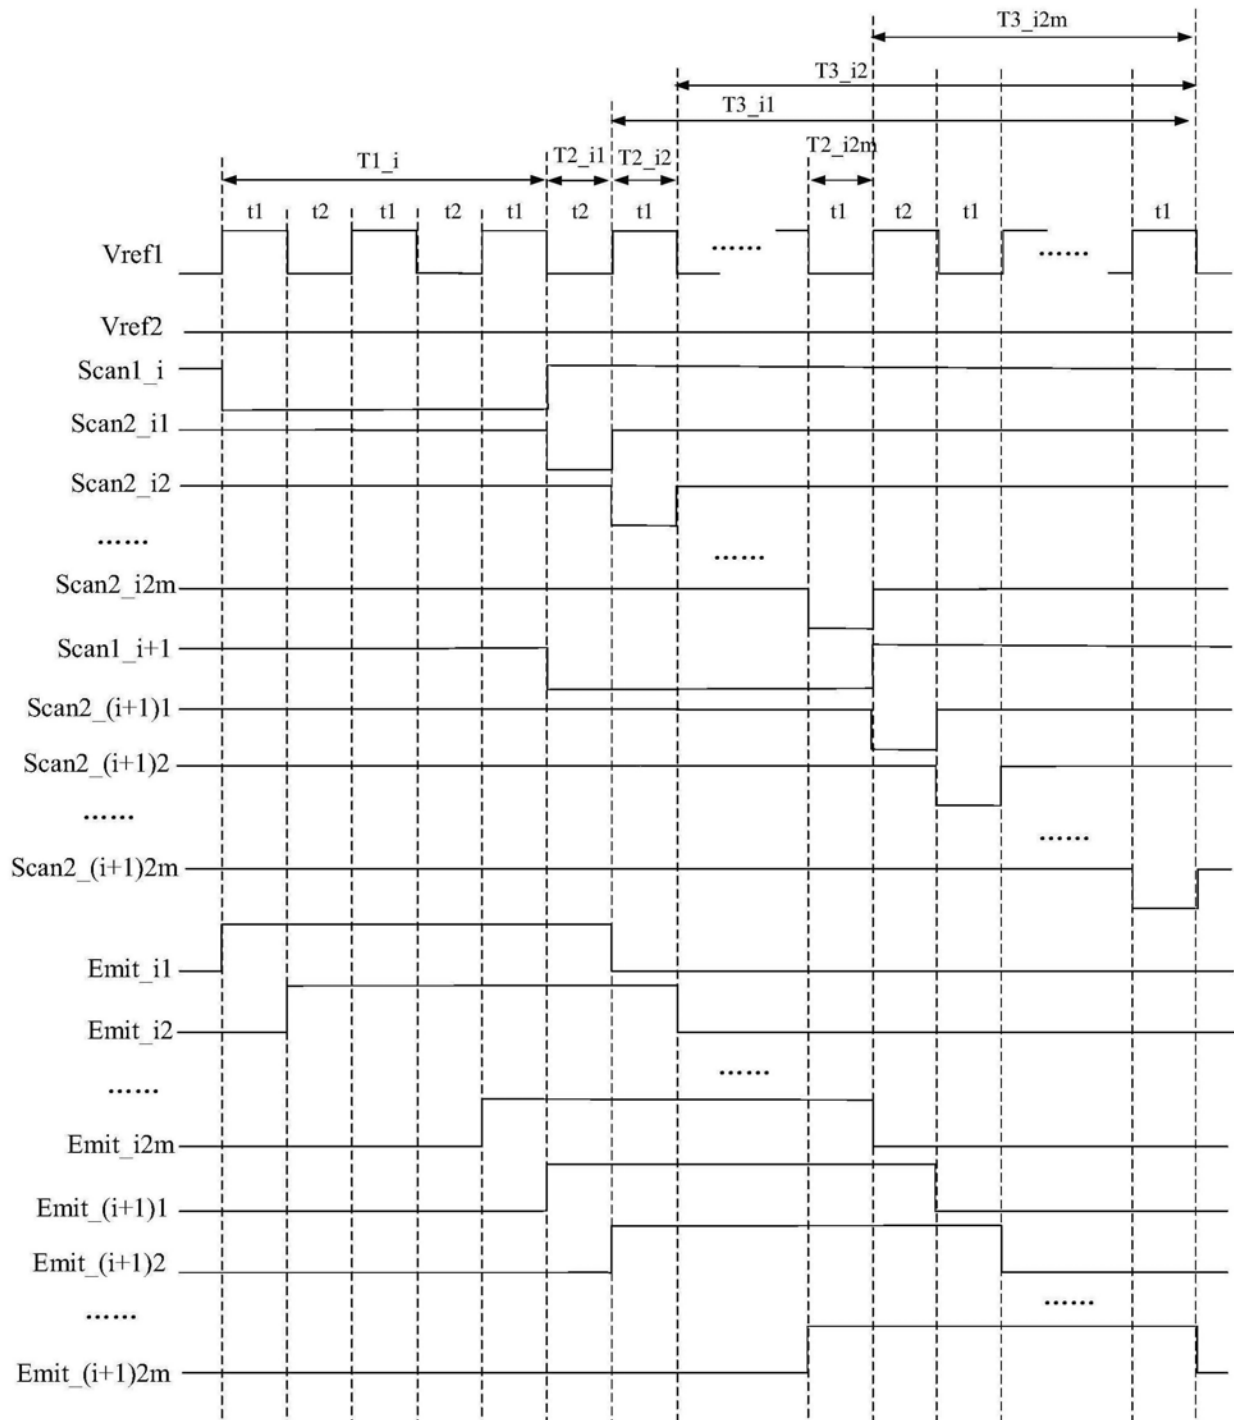 T3_i2m
T3_i2
T3_i1
T1_i T2_i1 T2_i2 T2_i2m
t1 t2 t1 t2 t1 t2 t1 t1 t2 t1 t1
Vref1 ...... ......
Vref2
Scan1_i
Scan2_i1
Scan2_i2
...... ......
Scan2_i2m
Scan1_i+1
Scan2_(i+1)1
Scan2_(i+1)2
...... ......
Scan2_(i+1)2m
Emit_i1
Emit_i2
...... ......
Emit_i2m
Emit_(i+1)1
Emit_(i+1)2
...... ......
Emit_(i+1)2m